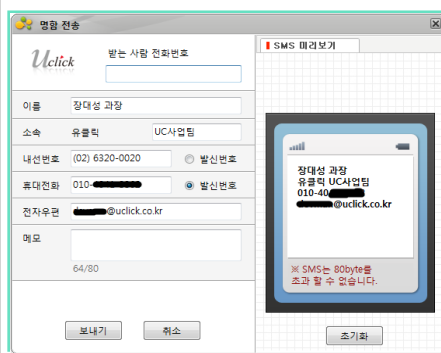 명함 전송
Uclick
받는 사람 전화번호
이름 장대성 과장
소속 유클릭 UC사업팀
내선번호 (02) 6320-0020 발신번호
휴대전화 010- 발신번호
전자우편 @uclick.co.kr
메모
64/80
보내기 취소
SMS 미리보기
장대성 과장
유클릭 UC사업팀
010-40
@uclick.co.kr
※ SMS는 80byte를
초과 할 수 없습니다.
초기화